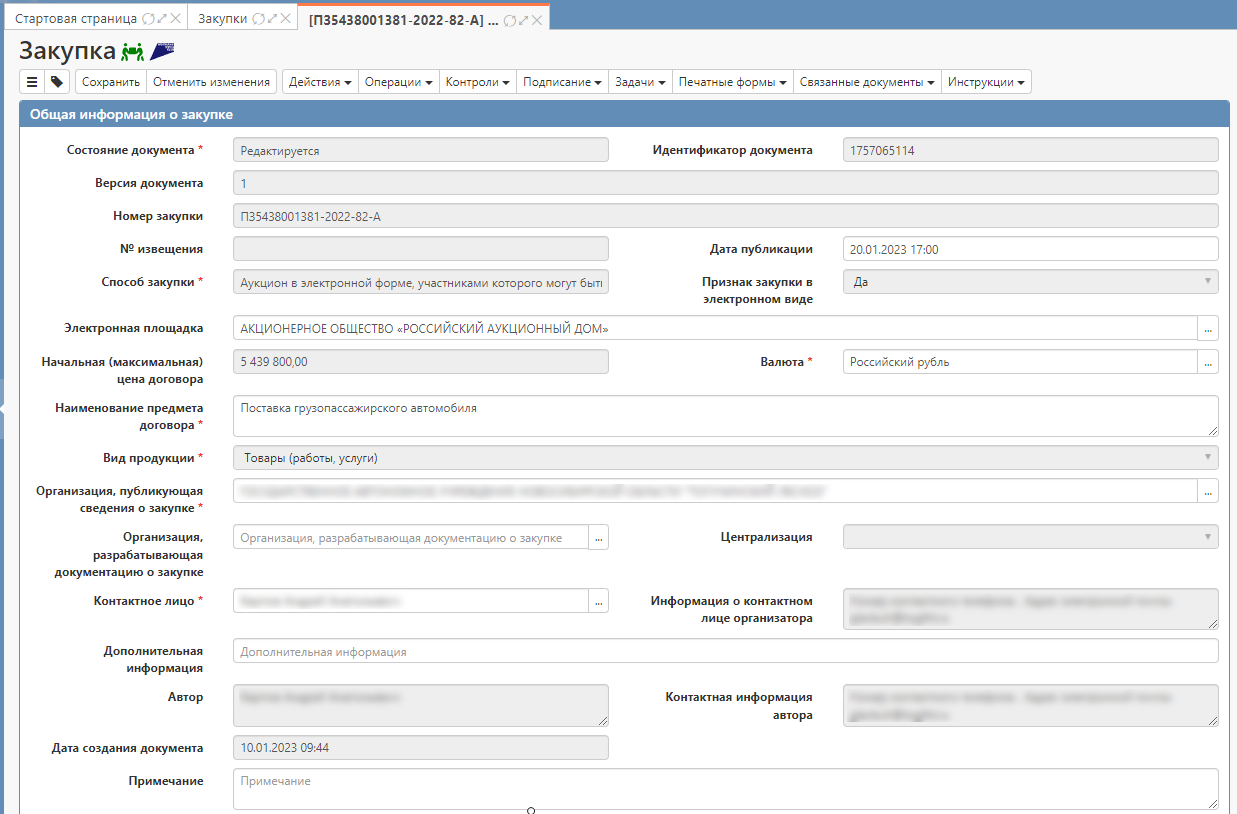 Стартовая страница
Закупки
[П35438001381-2022-82-А] ...
Закупка
Сохранить
Отменить изменения
Действия
Операции
Контроли
Подписание
Задачи
Печатные формы
Связанные документы
Инструкции
Общая информация о закупке
Состояние документа * Редактируется
Идентификатор документа 1757065114
Версия документа 1
Номер закупки П35438001381-2022-82-А
№ извещения
Дата публикации 20.01.2023 17:00
Способ закупки * Аукцион в электронной форме, участниками которого могут быть
Признак закупки в
электронном виде
Да
Электронная площадка АКЦИОНЕРНОЕ ОБЩЕСТВО «РОССИЙСКИЙ АУКЦИОННЫЙ ДОМ» ...
Начальная (максимальная)
цена договора
5 439 800,00
Валюта * Российский рубль ...
Наименование предмета
договора *
Поставка грузопассажирского автомобиля
Вид продукции * Товары (работы, услуги)
Организация, публикующая
сведения о закупке *
...
Организация,
разрабатывающая
документацию о закупке
Организация, разрабатывающая документацию о закупке ...
Централизация
Контактное лицо *
...
Информация о контактном
лице организатора
Дополнительная
информация
Дополнительная информация
Автор
Контактная информация
автора
Дата создания документа 10.01.2023 09:44
Примечание Примечание